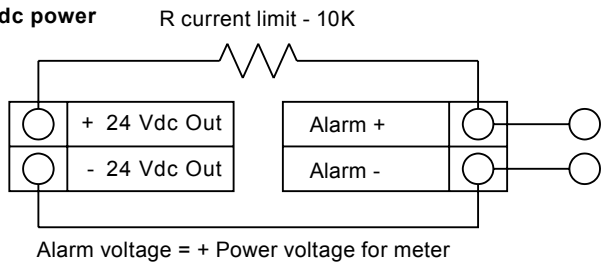 dc power
R current limit - 10K
+ 24 Vdc Out
Alarm +
- 24 Vdc Out
Alarm -
Alarm voltage = + Power voltage for meter